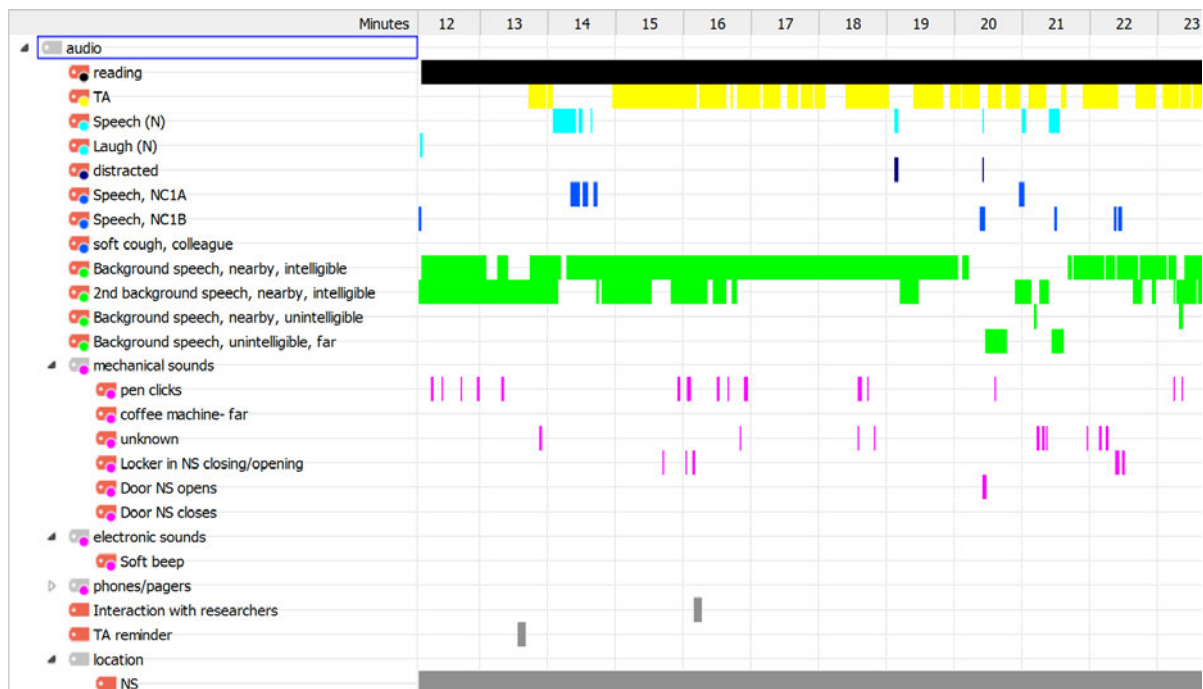 Minutes 12 13 14 15 16 17 18 19 20 21 22 23
audio
reading
TA
Speech (N)
Laugh (N)
distracted
Speech, NC1A
Speech, NC1B
soft cough, colleague
Background speech, nearby, intelligible
2nd background speech, nearby, intelligible
Background speech, nearby, unintelligible
Background speech, unintelligible, far
mechanical sounds
pen clicks
coffee machine- far
unknown
Locker in NS closing/opening
Door NS opens
Door NS closes
electronic sounds
Soft beep
phones/pagers
Interaction with researchers
TA reminder
location
NS